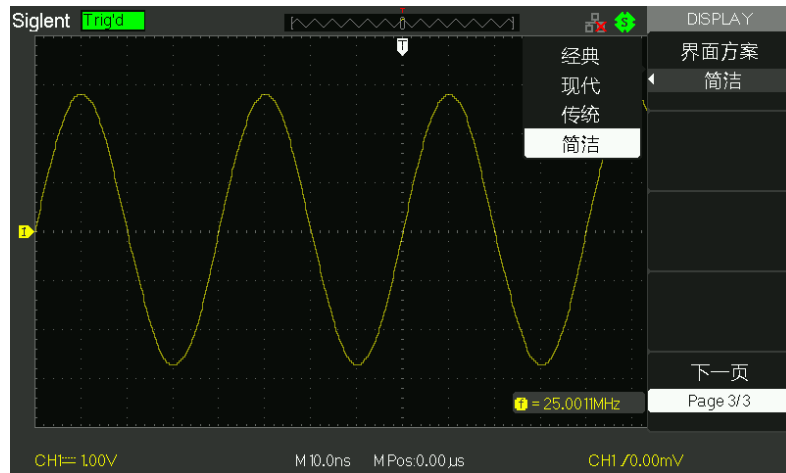 Siglent Trig'd
T
S
DISPLAY
界面方案
简洁
经典
现代
传统
简洁
1
f = 25.0011MHz
下一页
Page 3/3
CH1 1.00V M 10.0ns M Pos:0.00µs CH1 /0.00mV